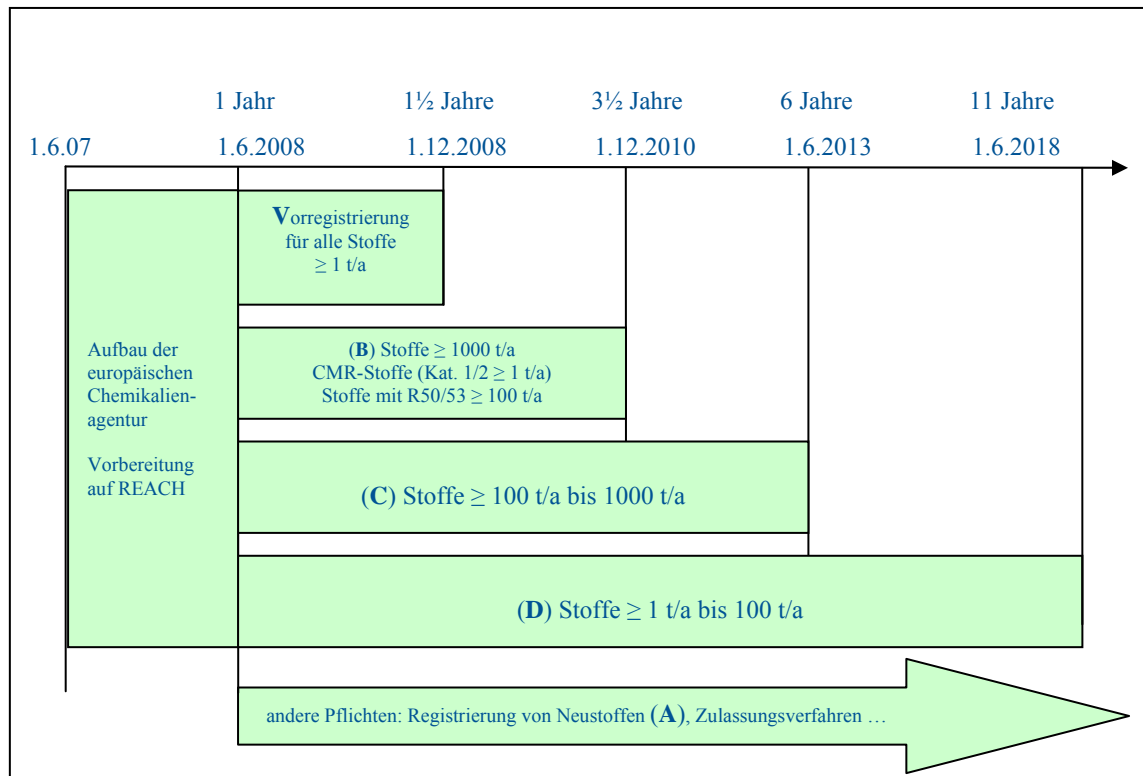 1 Jahr 1½ Jahre 3½ Jahre 6 Jahre 11 Jahre
1.6.07 1.6.2008 1.12.2008 1.12.2010 1.6.2013 1.6.2018
Vorregistrierung
für alle Stoffe
≥ 1 t/a
Aufbau der
europäischen
Chemikalien-
agentur
Vorbereitung
auf REACH
(B) Stoffe ≥ 1000 t/a
CMR-Stoffe (Kat. 1/2 ≥ 1 t/a)
Stoffe mit R50/53 ≥ 100 t/a
(C) Stoffe ≥ 100 t/a bis 1000 t/a
(D) Stoffe ≥ 1 t/a bis 100 t/a
andere Pflichten: Registrierung von Neustoffen (A), Zulassungsverfahren …